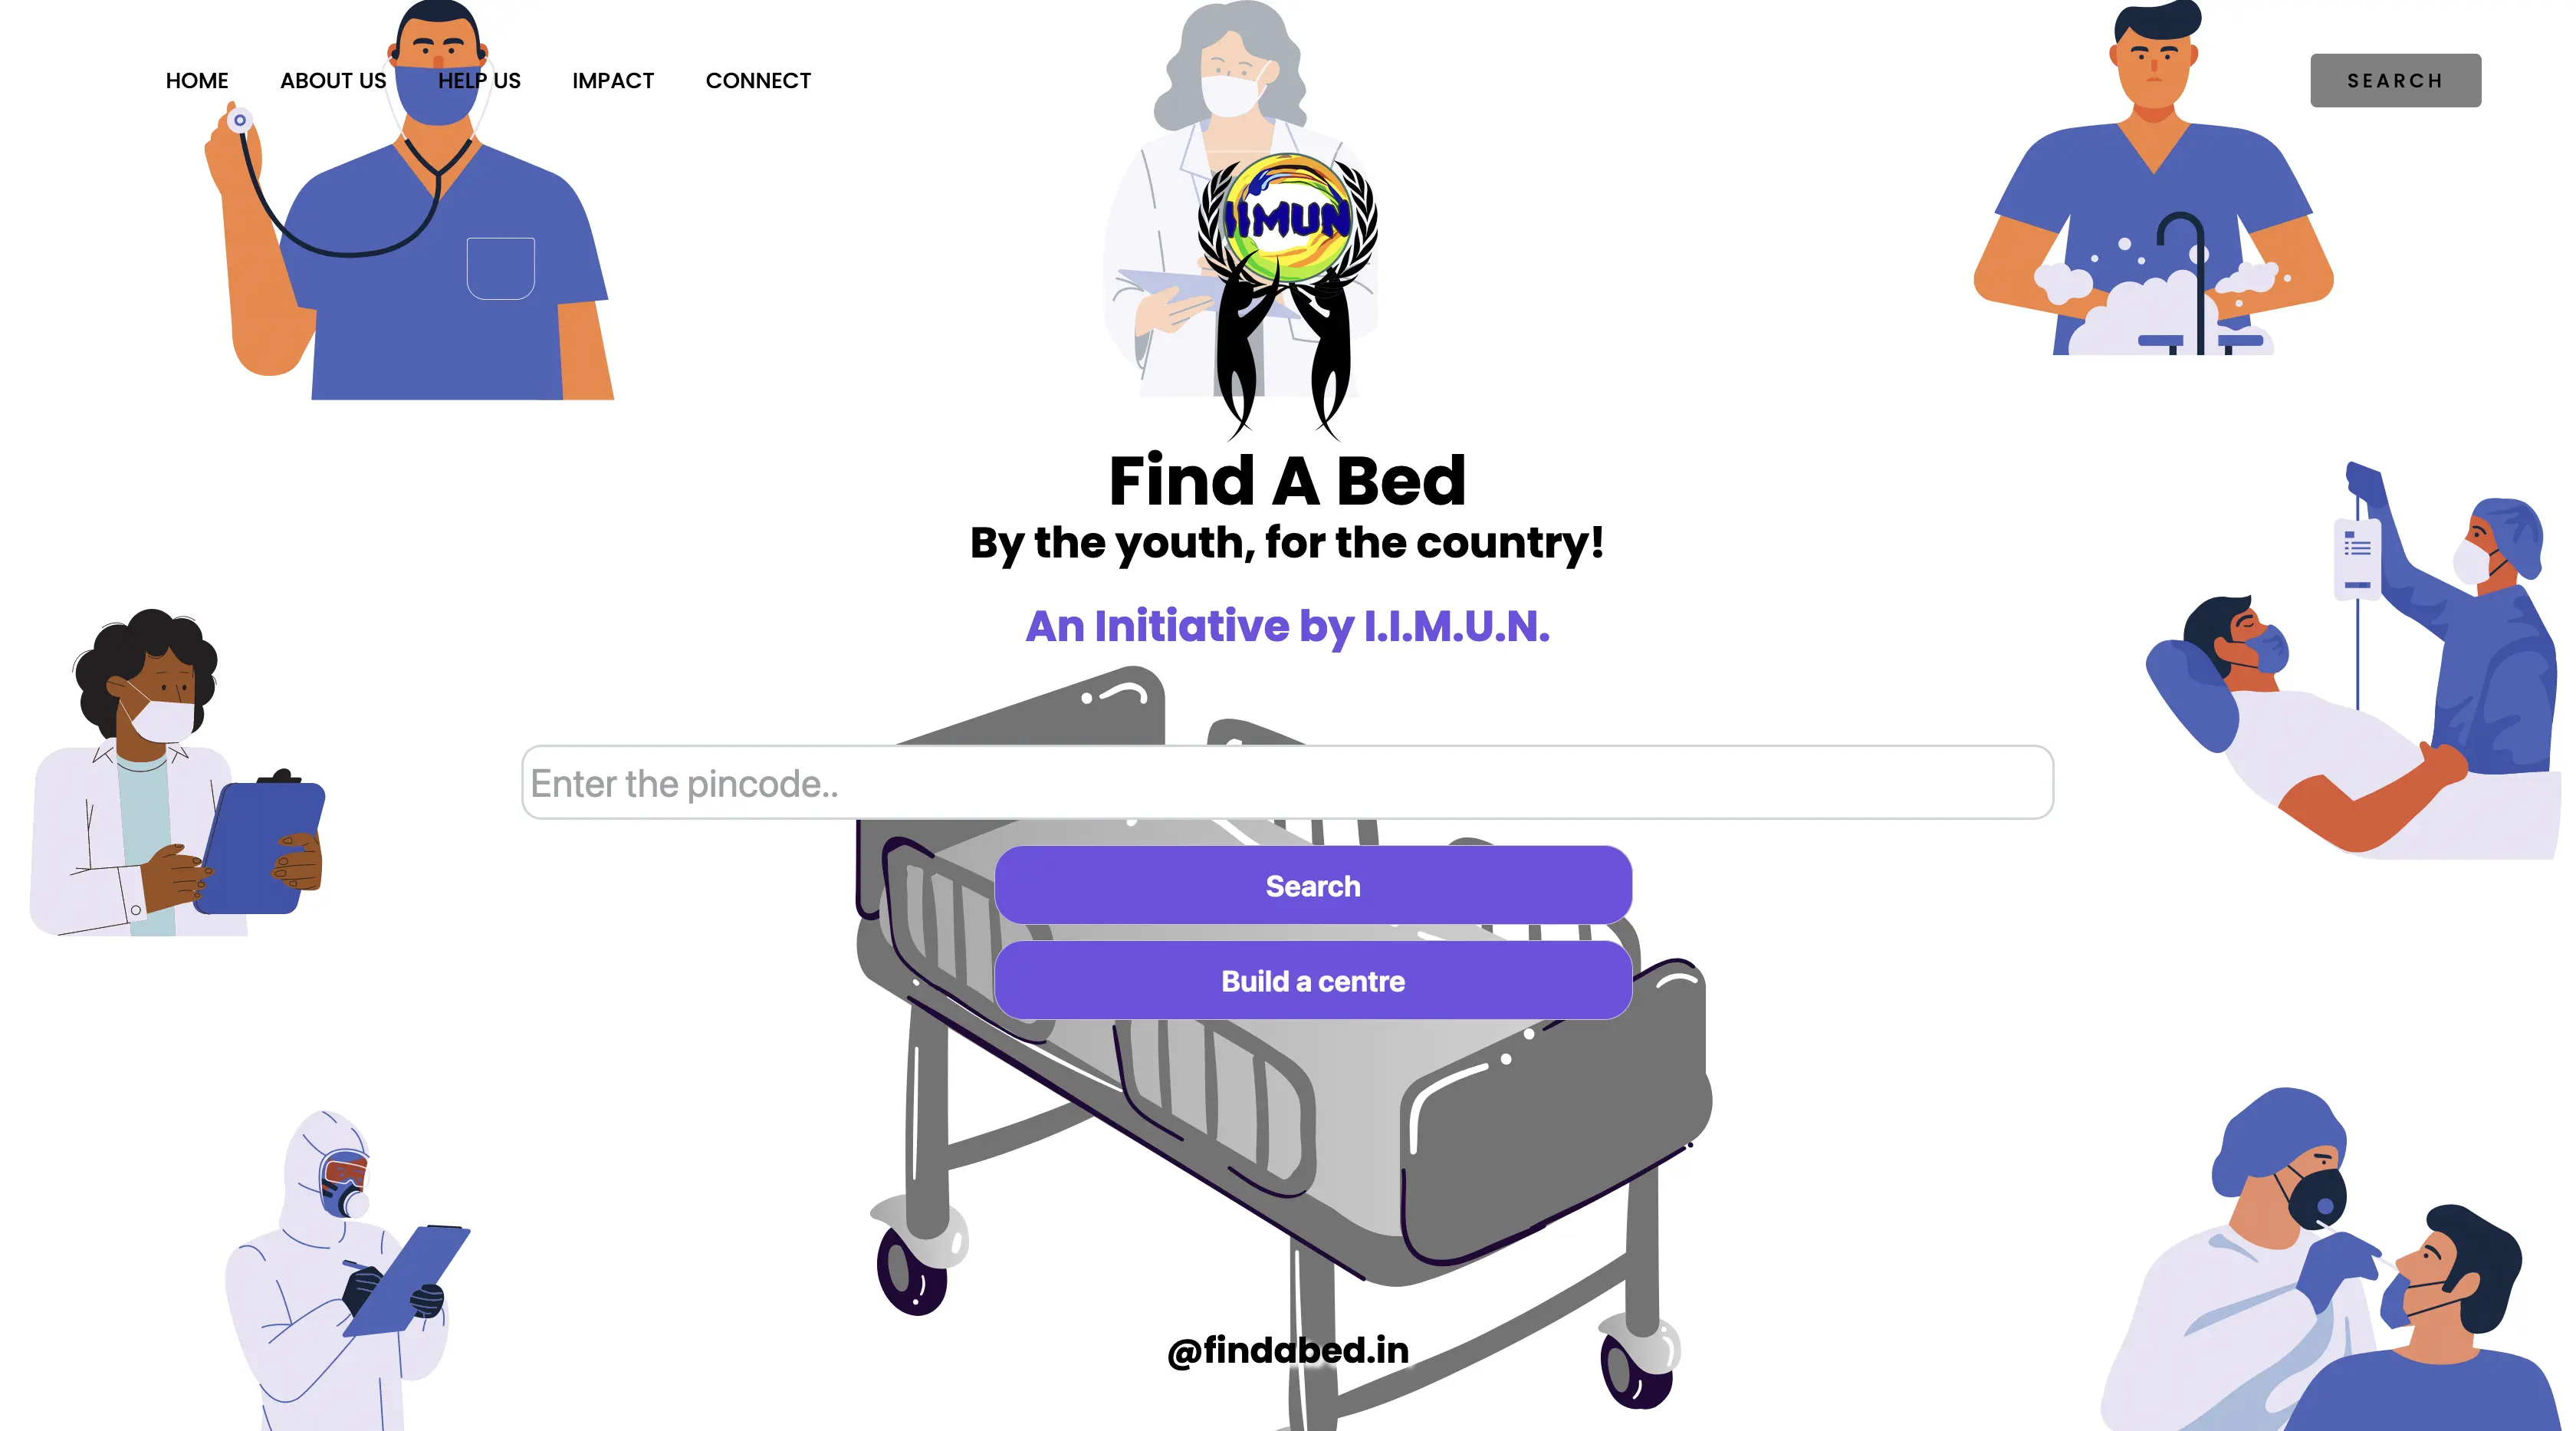 HOME ABOUT US HELP US IMPACT CONNECT
SEARCH
IIMUN
Find A Bed
By the youth, for the country!
An Initiative by I.I.M.U.N.
Enter the pincode..
Search
Build a centre
@findabed.in